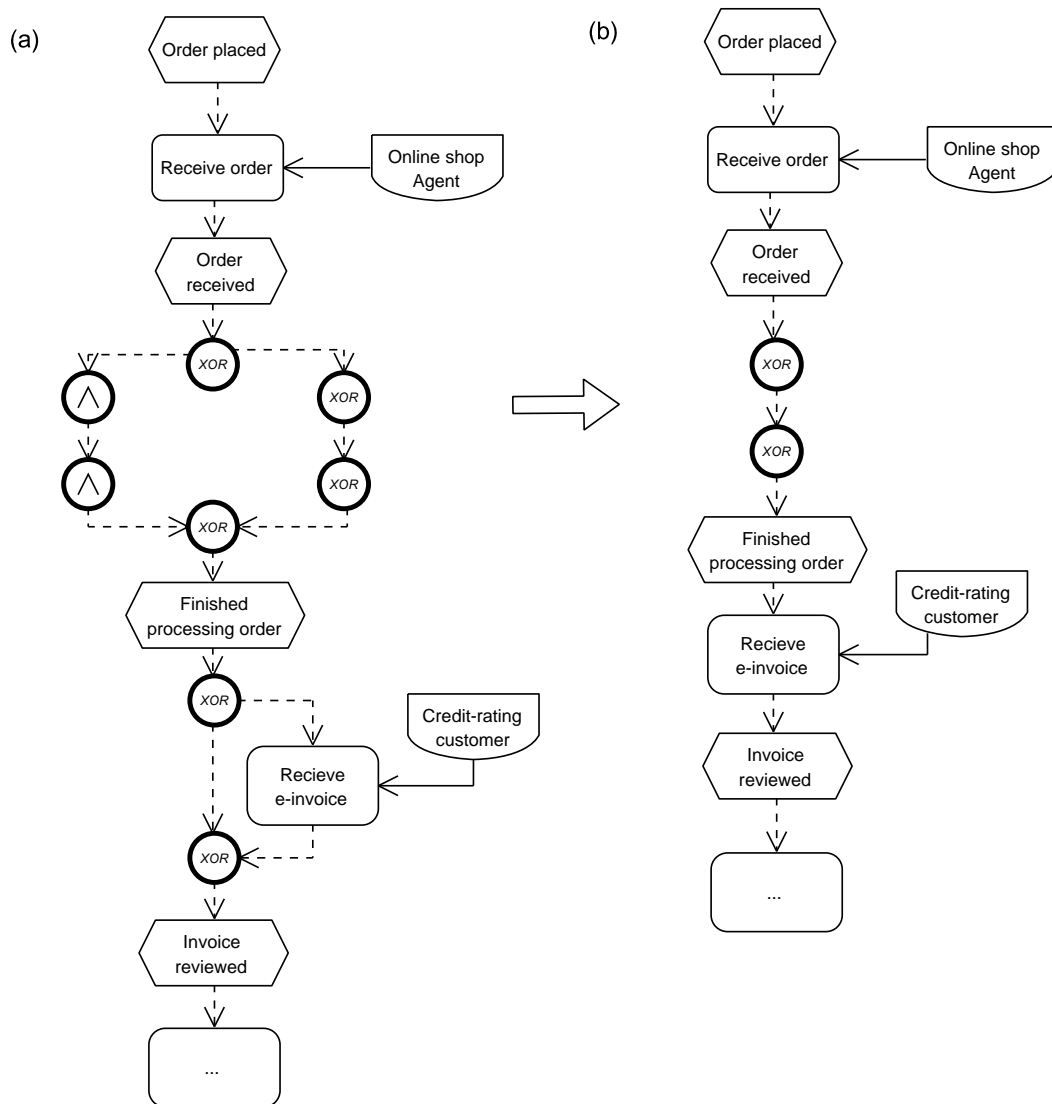 (a)
Order placed
Receive order
Online shop
Agent
Order
received
XOR
XOR
XOR
XOR
Finished
processing order
XOR
Credit-rating
customer
Recieve
e-invoice
XOR
Invoice
reviewed
...
(b)
Order placed
Receive order
Online shop
Agent
Order
received
XOR
XOR
Finished
processing order
Credit-rating
customer
Recieve
e-invoice
Invoice
reviewed
...